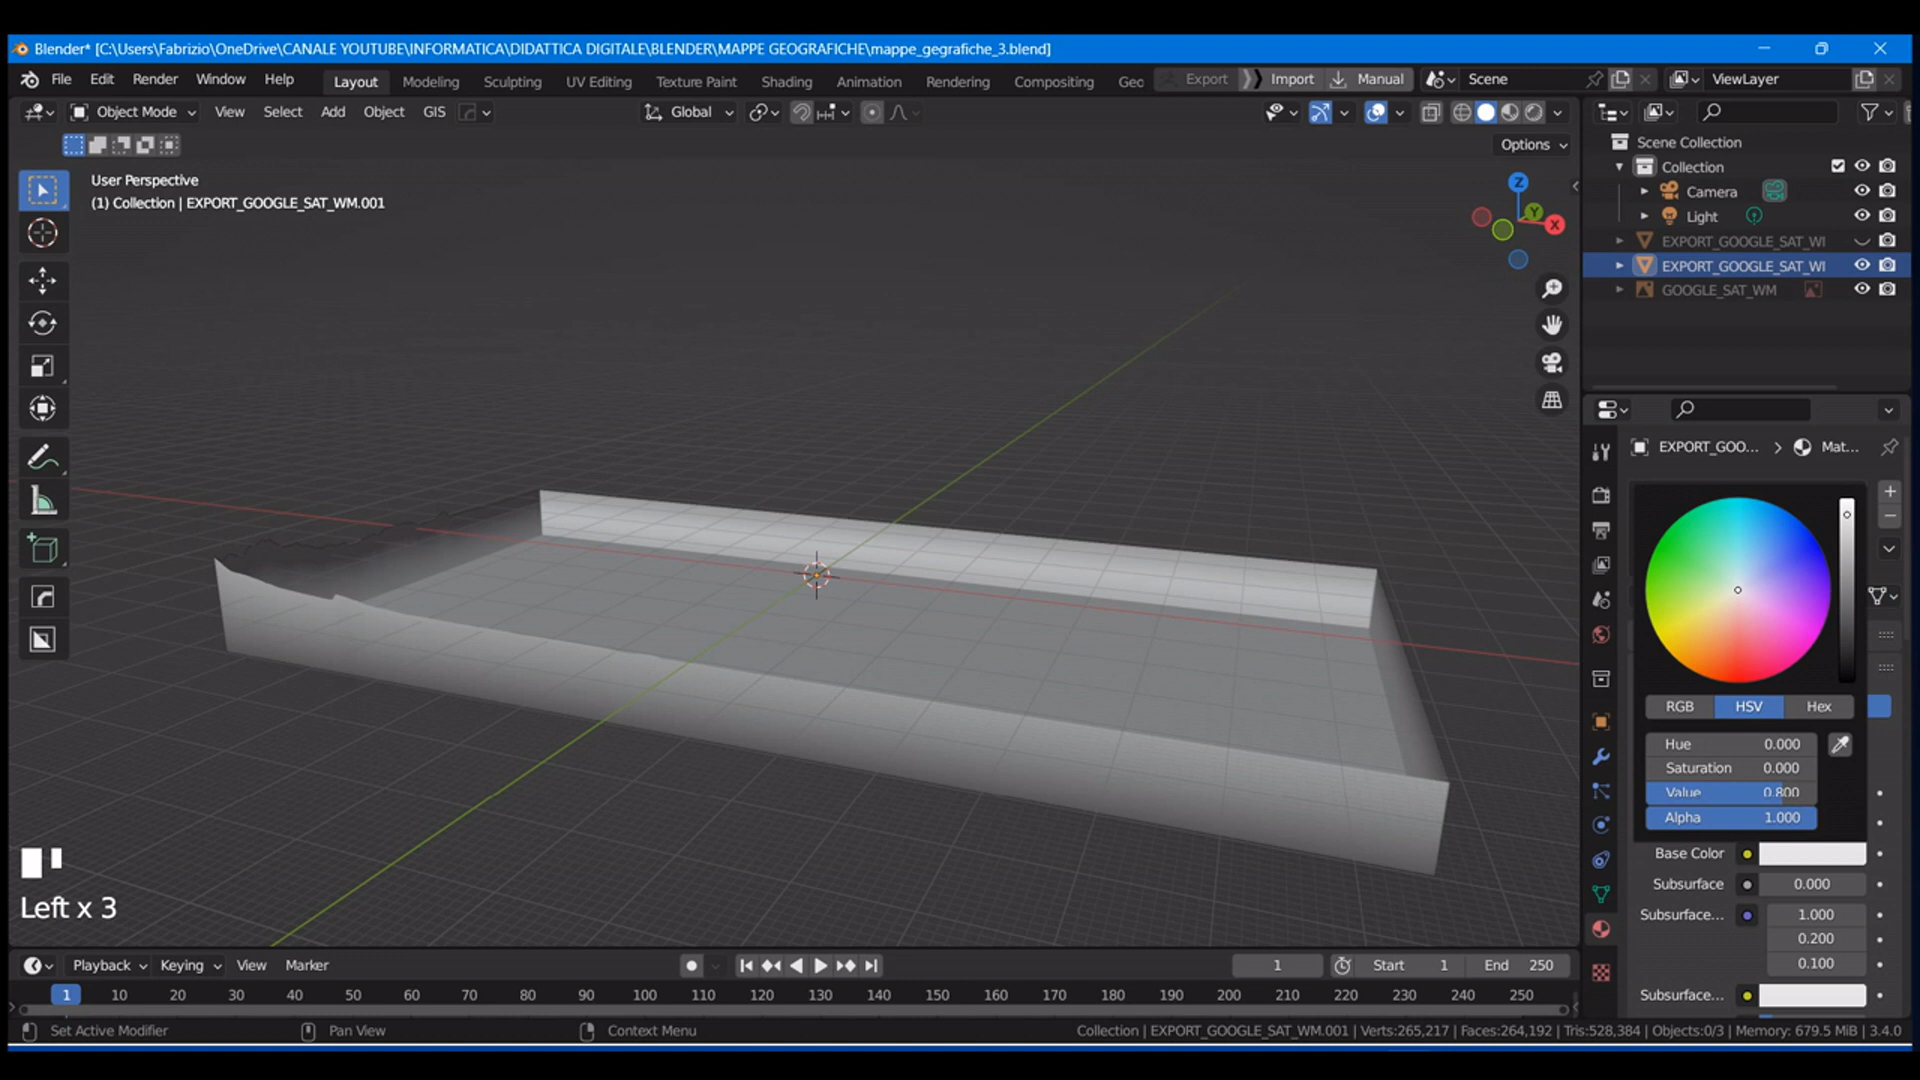 Blender* [C:\Users\Fabrizio\OneDrive\CANALE YOUTUBE\INFORMATICA\DIDATTICA DIGITALE\BLENDER\MAPPE GEOGRAFICHE\mappe_gegrafiche_3.blend]
File Edit Render Window Help Layout Modeling Sculpting UV Editing Texture Paint Shading Animation Rendering Compositing Geo Export Import Manual Scene ViewLayer
Object Mode View Select Add Object GIS Global
Options
User Perspective
(1) Collection | EXPORT_GOOGLE_SAT_WM.001
Z
Y
X
Scene Collection
Collection
Camera
Light
EXPORT_GOOGLE_SAT_WI
EXPORT_GOOGLE_SAT_WI
GOOGLE_SAT_WM
EXPORT_GOO... > Mat...
RGB HSV Hex
Hue 0.000
Saturation 0.000
Value 0.800
Alpha 1.000
Base Color
Subsurface 0.000
Subsurface... 1.000
0.200
0.100
Subsurface...
Left x 3
Playback Keying View Marker 1 Start 1 End 250
1 10 20 30 40 50 60 70 80 90 100 110 120 130 140 150 160 170 180 190 200 210 220 230 240 250
Set Active Modifier Pan View Context Menu Collection | EXPORT_GOOGLE_SAT_WM.001 | Verts:265,217 | Faces:264,192 | Tris:528,384 | Objects:0/3 | Memory: 679.5 MiB | 3.4.0